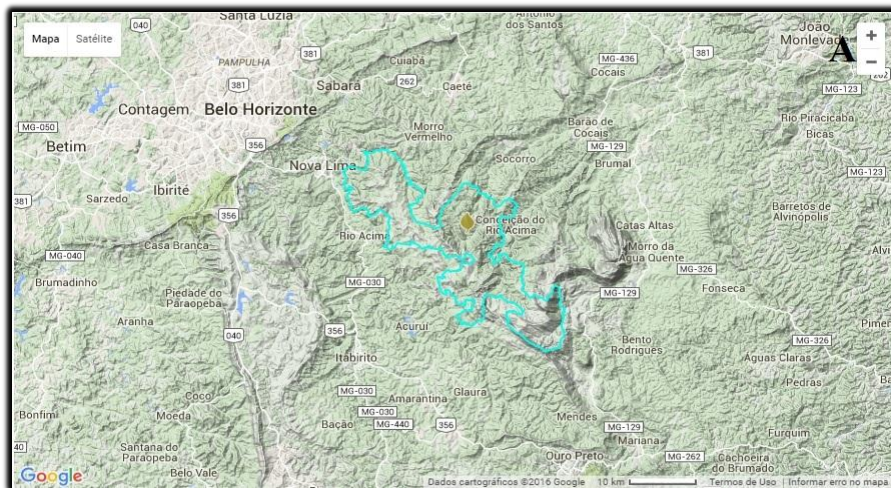 Mapa Satélite
Santa Luzia
Antônio dos Santos
João Monlevade
A
+
−
381
PAMPULHA
Cuiabá
MG-436
381
Sabará
262
Caeté
Cocais
262
MG-123
Contagem
Belo Horizonte
MG-050
Betim
356
Morro Vermelho
Barão de Cocais
Rio Piracicaba
Bicas
MG-129
Nova Lima
Socorro
Brumal
MG-123
Ibirité
381
Sarzedo
356
Conceição do Rio Acima
Catas Altas
Barretos de Alvinópolis
Casa Branca
Rio Acima
Morro da Água Quente
MG-040
Brumadinho
MG-030
MG-326
Piedade do Paraopeba
MG-129
Fonseca
Aranha
040
356
Acuruí
Bento Rodrigues
MG-326
Itabirito
Águas Claras
Pedras
MG-030
Amarantina
Glaura
Coco
Moeda
MG-030
Bonfim
Bação
MG-440
356
Mendes
MG-129
Furquim
Mariana
40
Santana do Paraopeba
Ouro Preto
MG-262
Cachoeira do Brumado
Belo Vale
Google
Dados cartográficos ©2016 Google 10 km Termos de Uso Informar erro no mapa